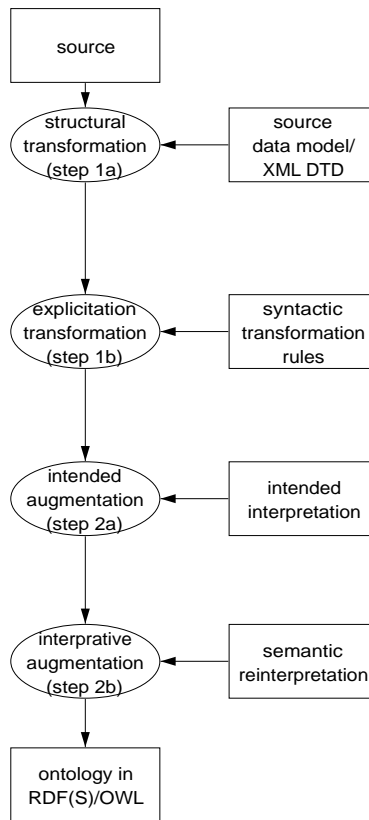 source
structural
transformation
(step 1a)
source
data model/
XML DTD
explicitation
transformation
(step 1b)
syntactic
transformation
rules
intended
augmentation
(step 2a)
intended
interpretation
interprative
augmentation
(step 2b)
semantic
reinterpretation
ontology in
RDF(S)/OWL